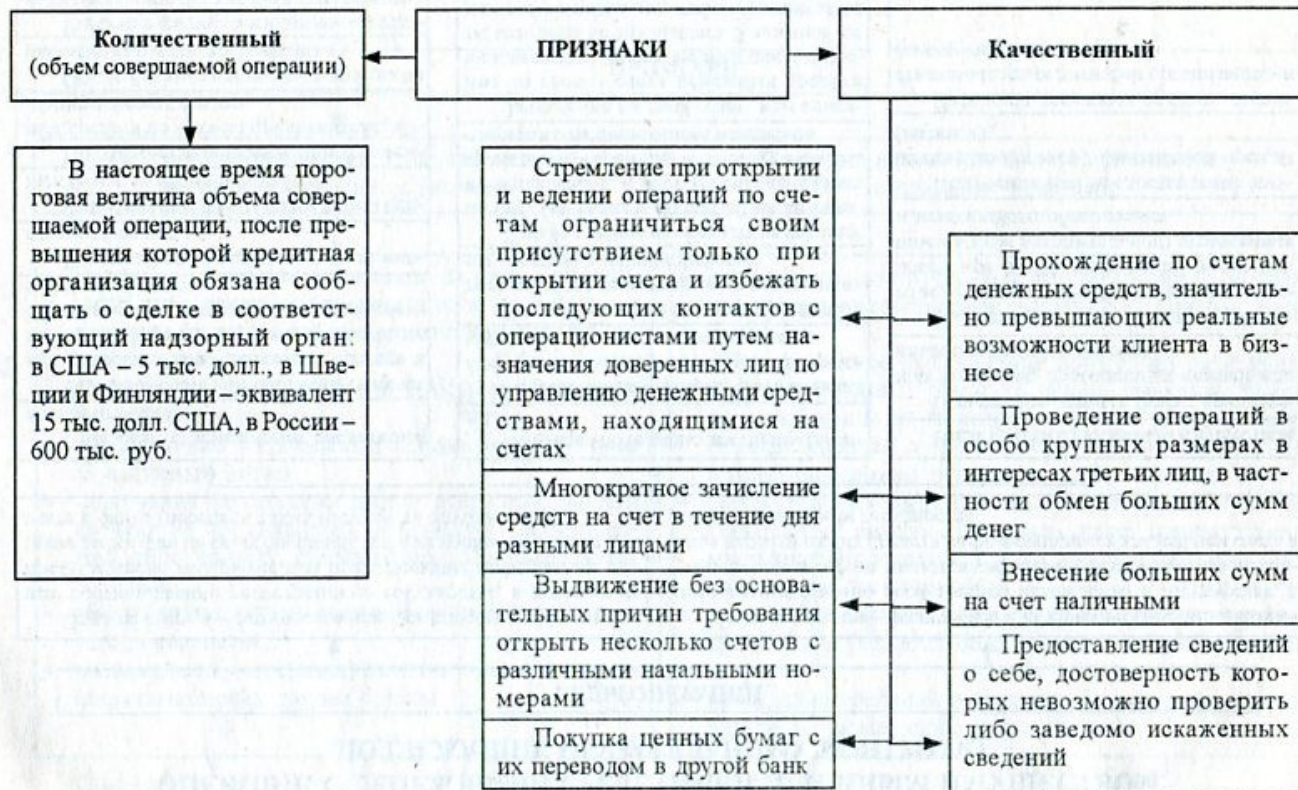 Количественный
(объем совершаемой операции)
ПРИЗНАКИ
Качественный
В настоящее время поро-
говая величина объема совер-
шаемой операции, после пре-
вышения которой кредитная
организация обязана сооб-
щать о сделке в соответст-
вующий надзорный орган:
в США – 5 тыс. долл., в Шве-
ции и Финляндии – эквивалент
15 тыс. долл. США, в России –
600 тыс. руб.
Стремление при открытии
и ведении операций по сче-
там ограничиться своим
присутствием только при
открытии счета и избежать
последующих контактов с
операционистами путем на-
значения доверенных лиц по
управлению денежными сред-
ствами, находящимися на
счетах
Многократное зачисление
средств на счет в течение дня
разными лицами
Выдвижение без основа-
тельных причин требования
открыть несколько счетов с
различными начальными но-
мерами
Покупка ценных бумаг с
переводом в другой банк
Прохождение по счетам
денежных средств, значитель-
но превышающих реальные
возможности клиента в биз-
несе
Проведение операций в
особо крупных размерах в
интересах третьих лиц, в част-
ности обмен больших сумм
денег
Внесение больших сумм
на счет наличными
Предоставление сведений
о себе, достоверность кото-
рых невозможно проверить
либо заведомо искаженных
сведений